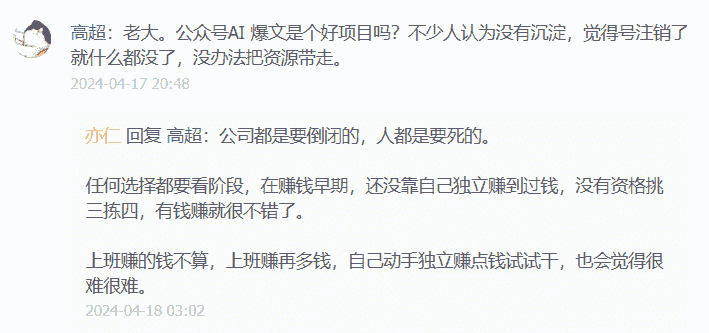 高超：老大。公众号AI 爆文是个好项目吗？不少人认为没有沉淀，觉得号注销了
就什么都没了，没办法把资源带走。
2024-04-17 20:48
亦仁 回复 高超：公司都是要倒闭的，人都是要死的。
任何选择都要看阶段，在赚钱早期，还没靠自己独立赚到过钱，没有资格挑
三拣四，有钱赚就很不错了。
上班赚的钱不算，上班赚再多钱，自己动手独立赚点钱试试干，也会觉得很
难很难。
2024-04-18 03:02